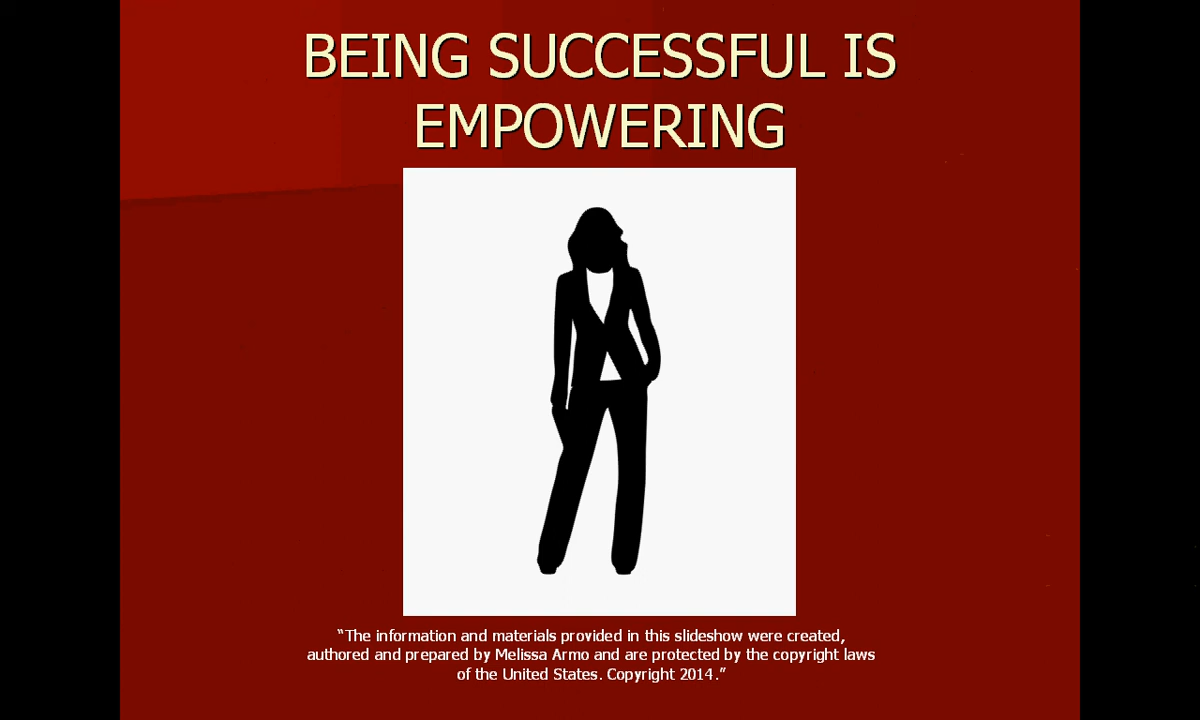 BEING SUCCESSFUL IS
EMPOWERING
“The information and materials provided in this slideshow were created,
authored and prepared by Melissa Armo and are protected by the copyright laws
of the United States. Copyright 2014.”